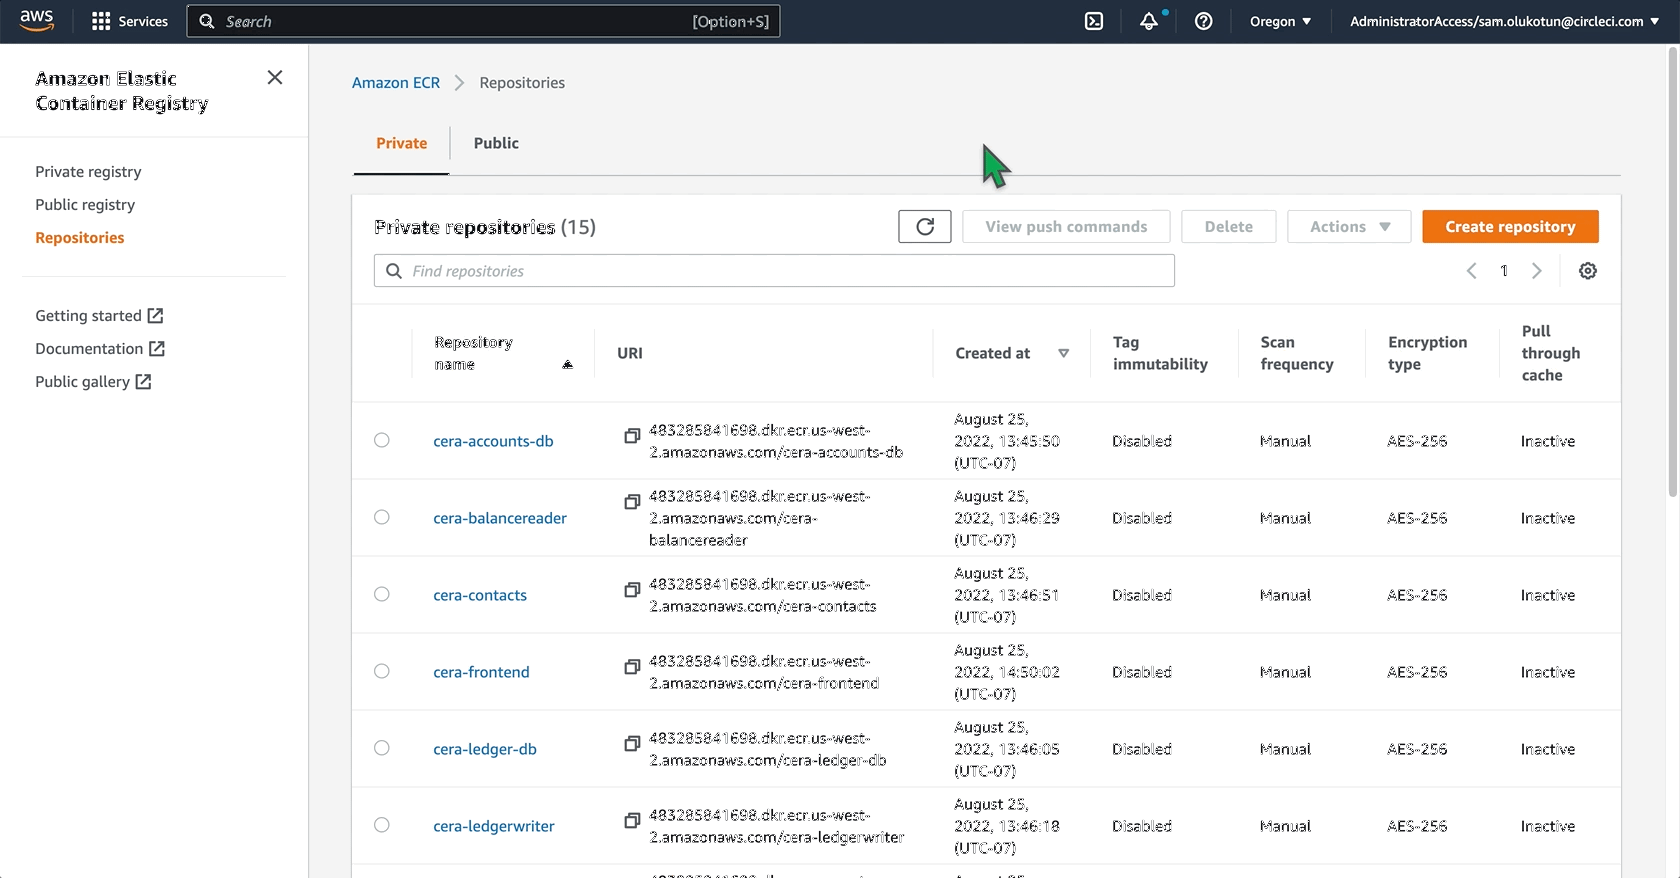 aws
Services
Search
[Option+S]
Oregon ▼
AdministratorAccess/sam.olukotun@circleci.com ▼
Amazon Elastic
Container Registry
Private registry
Public registry
Repositories
Getting started
Documentation
Public gallery
Amazon ECR
Repositories
Private
Public
Private repositories (15)
View push commands
Delete
Actions ▼
Create repository
Find repositories
1
Repository
name
URI
Created at
Tag
immutability
Scan
frequency
Encryption
type
Pull
through
cache
cera-accounts-db
483285841698.dkr.ecr.us-west-
2.amazonaws.com/cera-accounts-db
August 25,
2022, 13:45:50
(UTC-07)
Disabled
Manual
AES-256
Inactive
cera-balancereader
483285841698.dkr.ecr.us-west-
2.amazonaws.com/cera-
balancereader
August 25,
2022, 13:46:29
(UTC-07)
Disabled
Manual
AES-256
Inactive
cera-contacts
483285841698.dkr.ecr.us-west-
2.amazonaws.com/cera-contacts
August 25,
2022, 13:46:51
(UTC-07)
Disabled
Manual
AES-256
Inactive
cera-frontend
483285841698.dkr.ecr.us-west-
2.amazonaws.com/cera-frontend
August 25,
2022, 14:50:02
(UTC-07)
Disabled
Manual
AES-256
Inactive
cera-ledger-db
483285841698.dkr.ecr.us-west-
2.amazonaws.com/cera-ledger-db
August 25,
2022, 13:46:05
(UTC-07)
Disabled
Manual
AES-256
Inactive
cera-ledgerwriter
483285841698.dkr.ecr.us-west-
2.amazonaws.com/cera-ledgerwriter
August 25,
2022, 13:46:18
(UTC-07)
Disabled
Manual
AES-256
Inactive